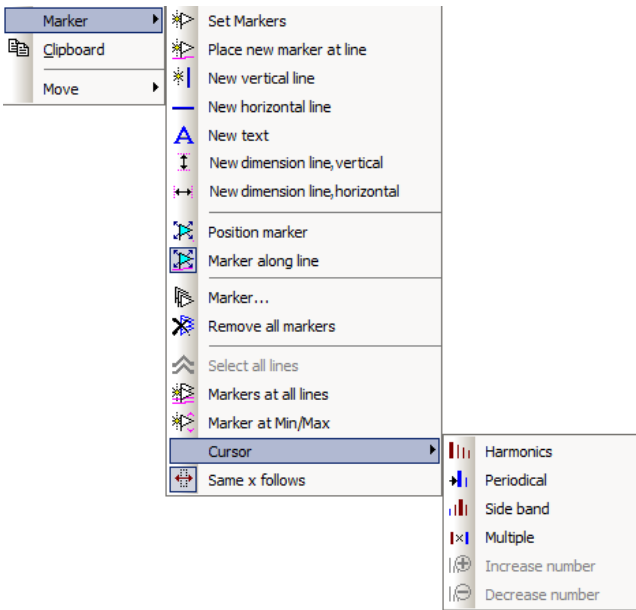 Marker
Clipboard
Move
Set Markers
Place new marker at line
New vertical line
New horizontal line
New text
New dimension line,vertical
New dimension line,horizontal
Position marker
Marker along line
Marker...
Remove all markers
Select all lines
Markers at all lines
Marker at Min/Max
Cursor
Same x follows
Harmonics
Periodical
Side band
Multiple
Increase number
Decrease number